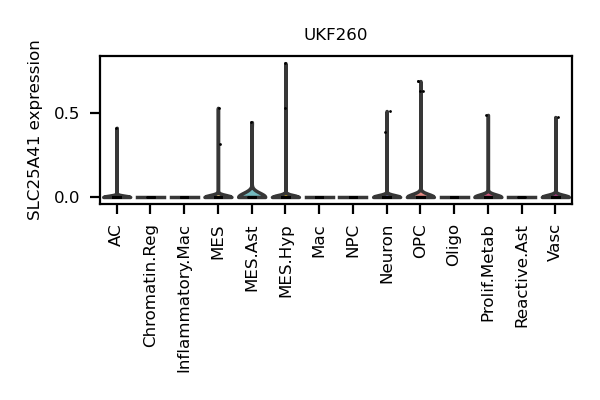 UKF260
SLC25A41 expression
0.5
0.0
AC
Chromatin.Reg
Inflammatory.Mac
MES
MES.Ast
MES.Hyp
Mac
NPC
Neuron
OPC
Oligo
Prolif.Metab
Reactive.Ast
Vasc